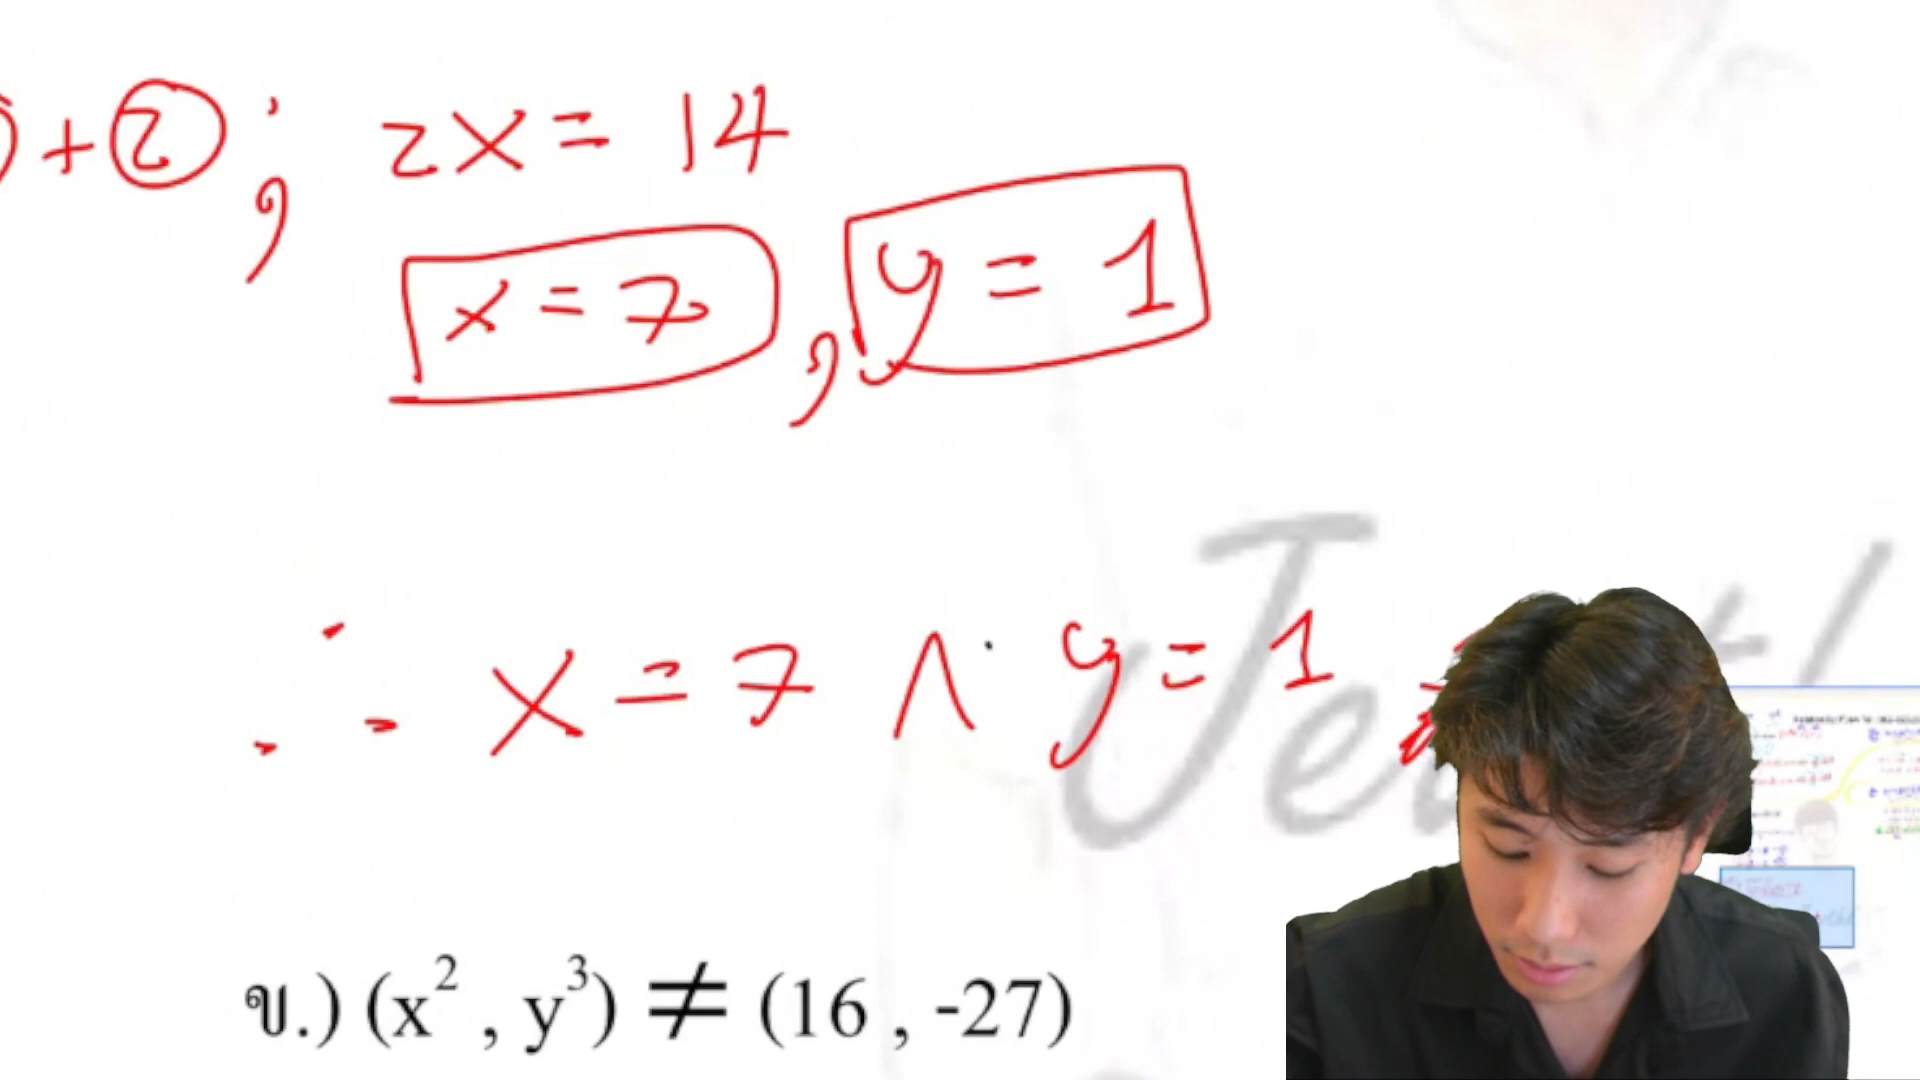 + ② ; 2x = 14
x = 7 , y = 1
∴ x = 7 ∧ y = 1
ข.) (x² , y³) ≠ (16 , -27)